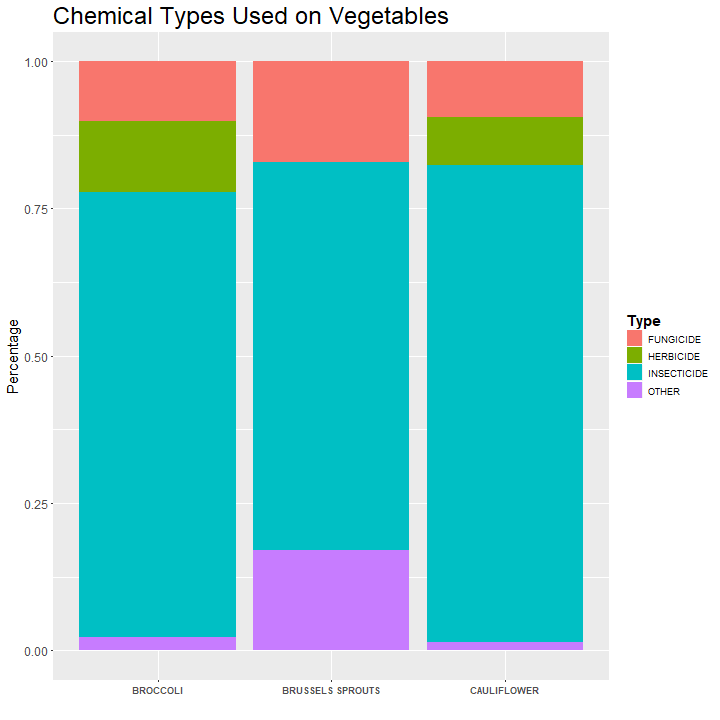 Chemical Types Used on Vegetables
Percentage
1.00
0.75
0.50
0.25
0.00
BROCCOLI
BRUSSELS SPROUTS
CAULIFLOWER
Type
FUNGICIDE
HERBICIDE
INSECTICIDE
OTHER